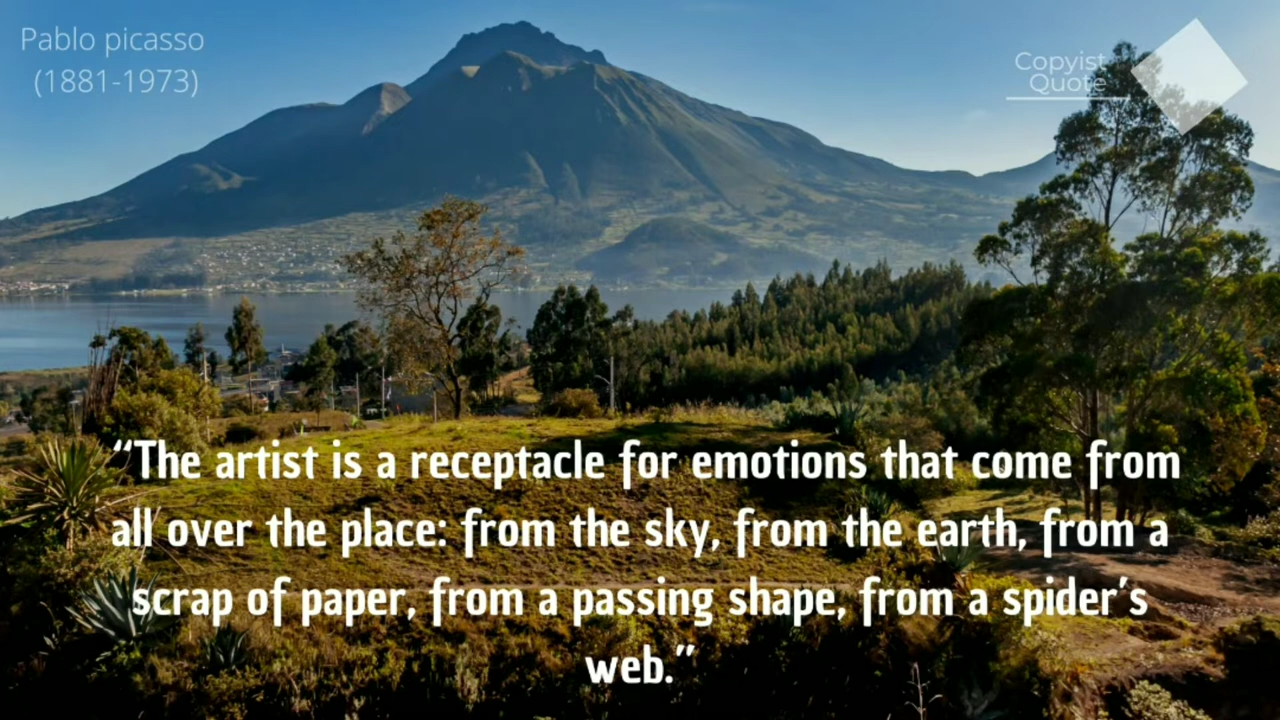 Pablo picasso
(1881-1973)
Copyist
Quote
“The artist is a receptacle for emotions that come from
all over the place: from the sky, from the earth, from a
scrap of paper, from a passing shape, from a spider's
web.”